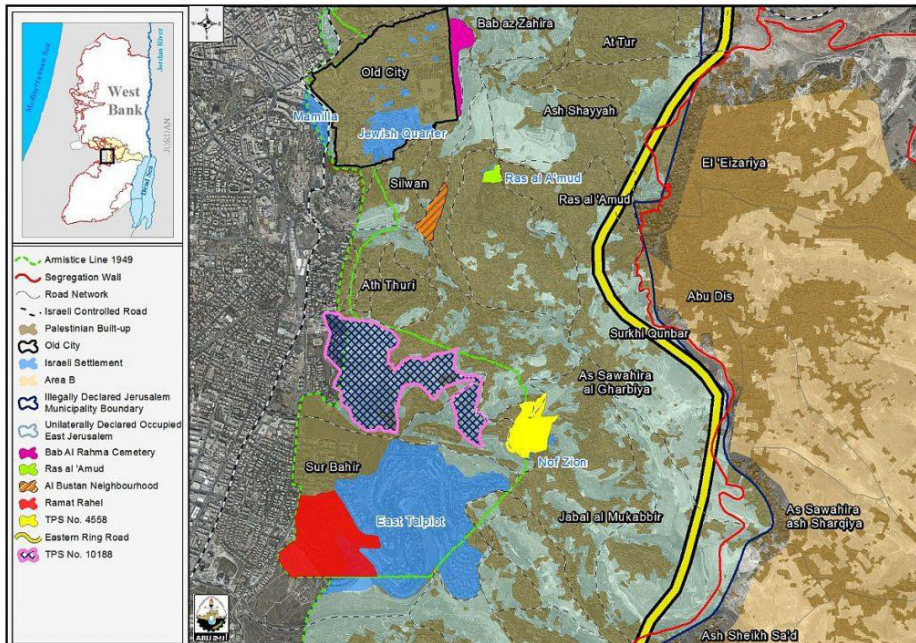 Mediterranean Sea
West
Bank
Jordan River
JORDAN
Dead Sea
Armistice Line 1949
Segregation Wall
Road Network
Israeli Controlled Road
Palestinian Built-up
Old City
Israeli Settlement
Area B
Illegally Declared Jerusalem
Municipality Boundary
Unilaterally Declared Occupied
East Jerusalem
Bab Al Rahma Cemetery
Ras al 'Amud
Al Bustan Neighbourhood
Ramat Rahel
TPS No. 4558
Eastern Ring Road
TPS No. 10188
N
W
E
S
Bab az Zahira
At Tur
Old City
Mamilla
Jewish Quarter
Ash Shayyah
El 'Eizariya
Silwan
Ras al A'mud
Ras al 'Amud
Ath Thuri
Abu Dis
Surkhi Qunbar
As Sawahira
al Gharbiya
Nof Zion
Sur Bahir
East Talpiot
Jabal al Mukabbir
As Sawahira
ash Sharqiya
Ash Sheikh Sa'd